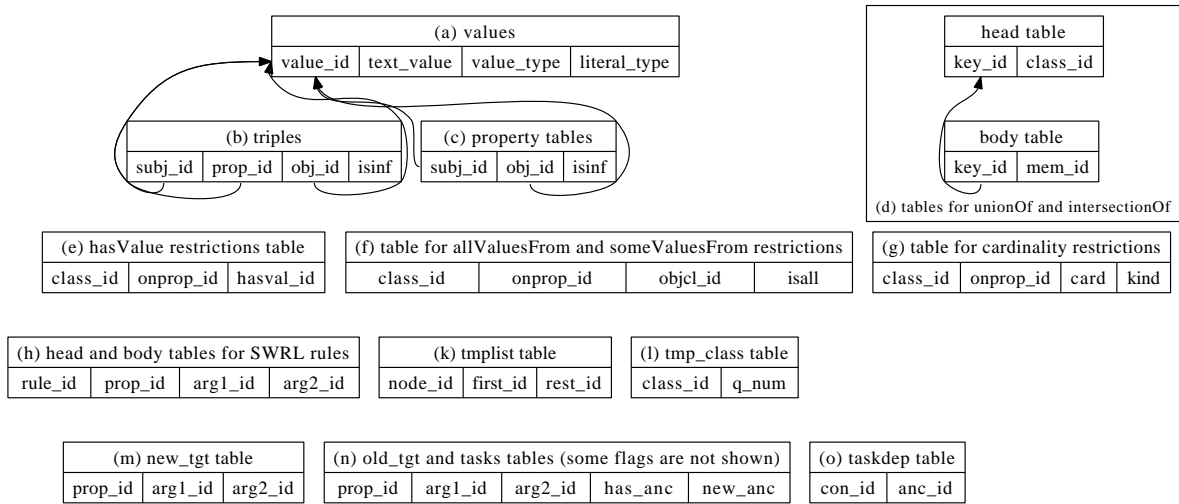 (a) values
value_id text_value value_type literal_type
head table
key_id class_id
(b) triples
subj_id prop_id obj_id isinf
(c) property tables
subj_id obj_id isinf
body table
key_id mem_id
(d) tables for unionOf and intersectionOf
(e) hasValue restrictions table
class_id onprop_id hasval_id
(f) table for allValuesFrom and someValuesFrom restrictions
class_id onprop_id objcl_id isall
(g) table for cardinality restrictions
class_id onprop_id card kind
(h) head and body tables for SWRL rules
rule_id prop_id arg1_id arg2_id
(k) tmplist table
node_id first_id rest_id
(l) tmp_class table
class_id q_num
(m) new_tgt table
prop_id arg1_id arg2_id
(n) old_tgt and tasks tables (some flags are not shown)
prop_id arg1_id arg2_id has_anc new_anc
(o) taskdep table
con_id anc_id